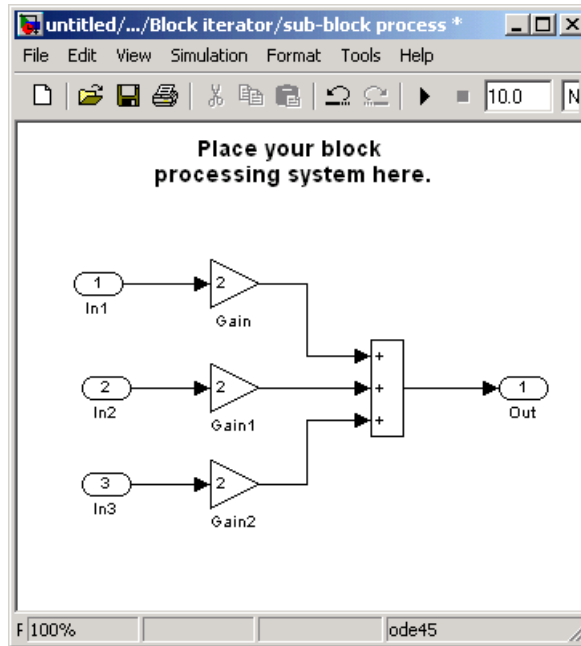 untitled/.../Block iterator/sub-block process *
File Edit View Simulation Format Tools Help
10.0 N
Place your block
processing system here.
1
In1
2
Gain
+
2
In2
2
Gain1
+
1
Out
3
In3
2
Gain2
+
F 100% ode45